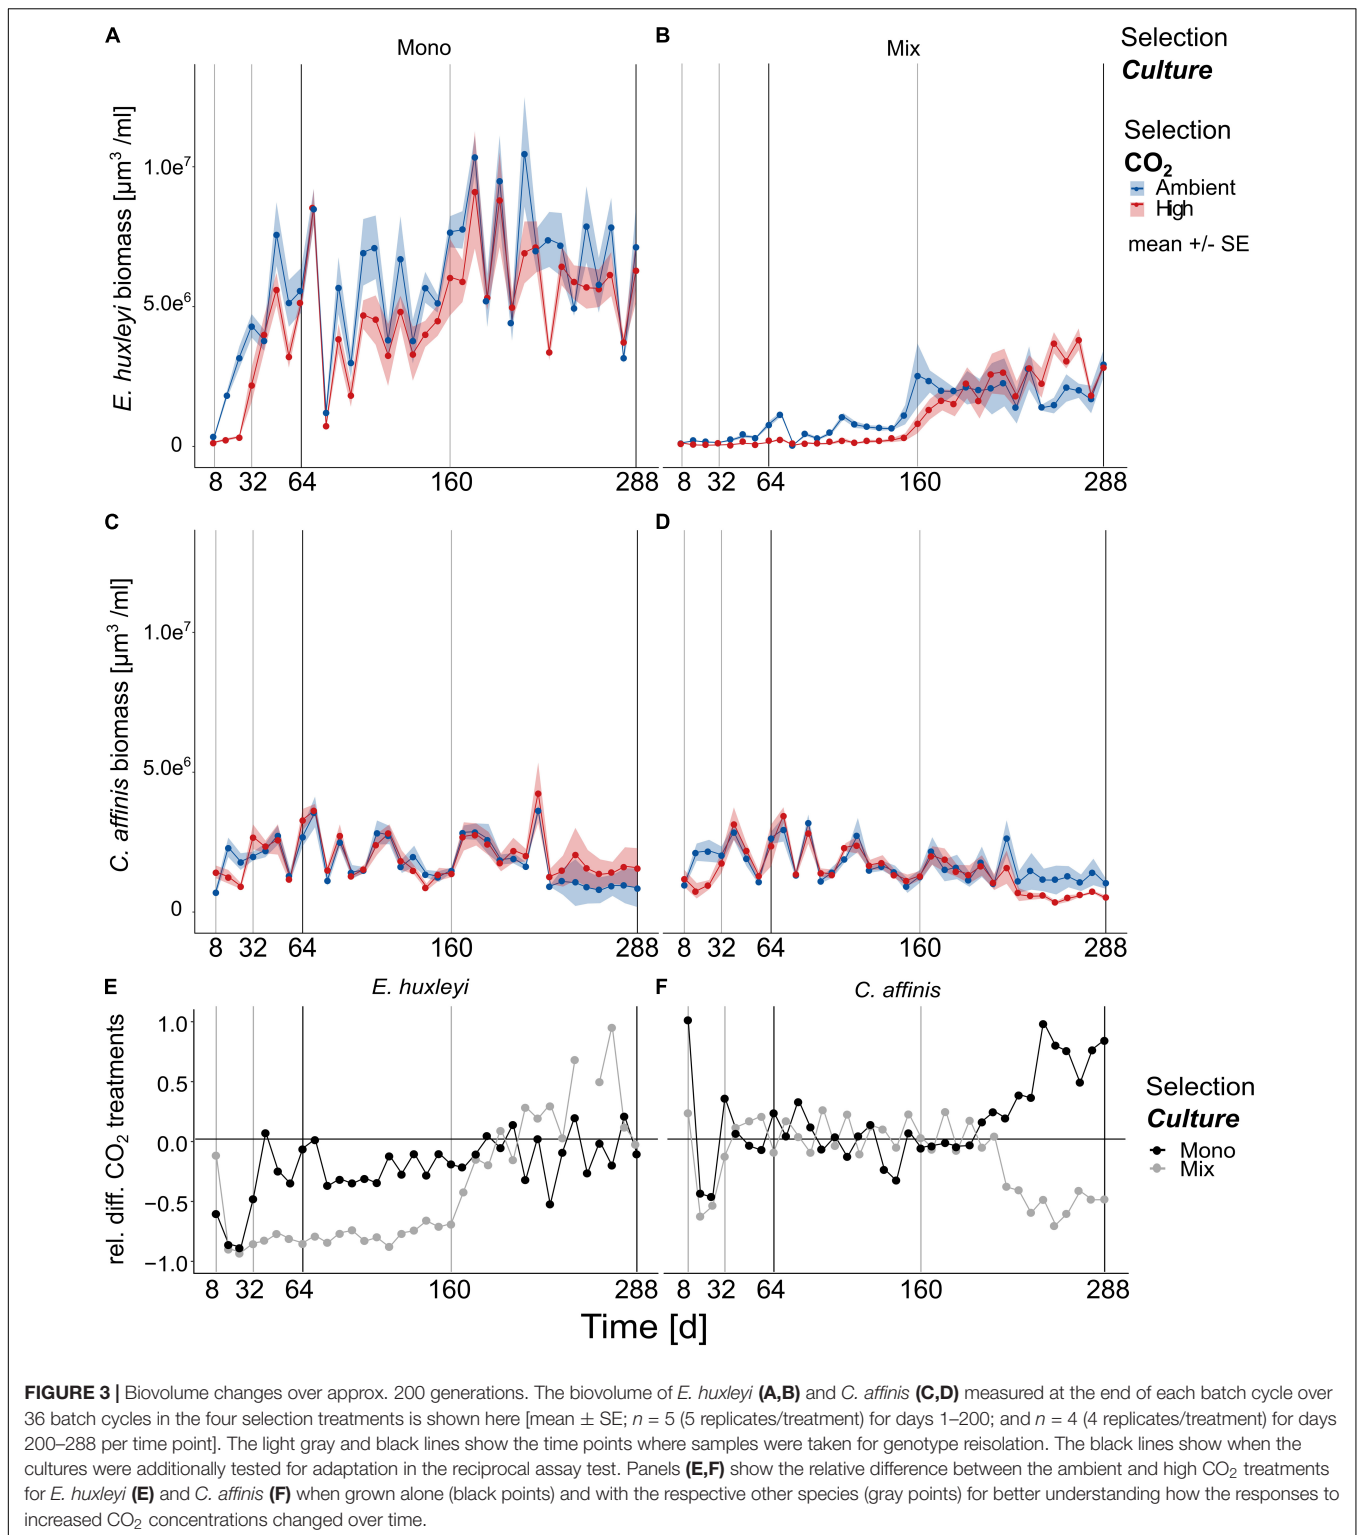 A
Mono
B
Mix
Selection
Culture
Selection
CO₂
Ambient
High
mean +/- SE
E. huxleyi biomass [µm³ /ml]
1.0e⁷
5.0e⁶
0
8 32 64 160 288
8 32 64 160 288
C
D
C. affinis biomass [µm³ /ml]
1.0e⁷
5.0e⁶
0
8 32 64 160 288
8 32 64 160 288
E
E. huxleyi
F
C. affinis
rel. diff. CO₂ treatments
1.0
0.5
0.0
−0.5
−1.0
Selection
Culture
Mono
Mix
8 32 64 160 288
8 32 64 160 288
Time [d]
FIGURE 3 | Biovolume changes over approx. 200 generations. The biovolume of E. huxleyi (A,B) and C. affinis (C,D) measured at the end of each batch cycle over
36 batch cycles in the four selection treatments is shown here [mean ± SE; n = 5 (5 replicates/treatment) for days 1–200; and n = 4 (4 replicates/treatment) for days
200–288 per time point]. The light gray and black lines show the time points where samples were taken for genotype reisolation. The black lines show when the
cultures were additionally tested for adaptation in the reciprocal assay test. Panels (E,F) show the relative difference between the ambient and high CO₂ treatments
for E. huxleyi (E) and C. affinis (F) when grown alone (black points) and with the respective other species (gray points) for better understanding how the responses to
increased CO₂ concentrations changed over time.